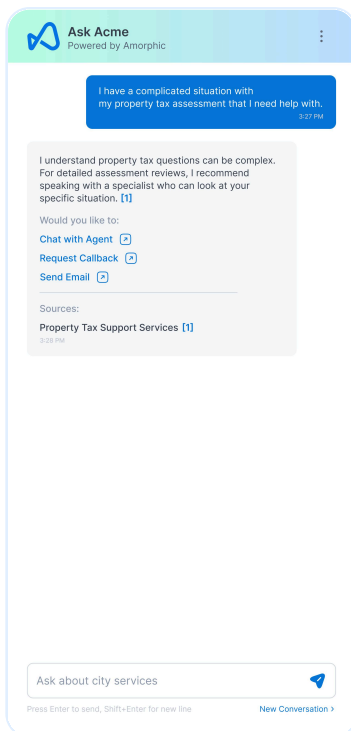 Ask Acme
Powered by Amorphic
I have a complicated situation with
my property tax assessment that I need help with.
3:27 PM
I understand property tax questions can be complex.
For detailed assessment reviews, I recommend
speaking with a specialist who can look at your
specific situation. [1]
Would you like to:
Chat with Agent
Request Callback
Send Email
Sources:
Property Tax Support Services [1]
3:28 PM
Ask about city services
Press Enter to send, Shift+Enter for new line
New Conversation >